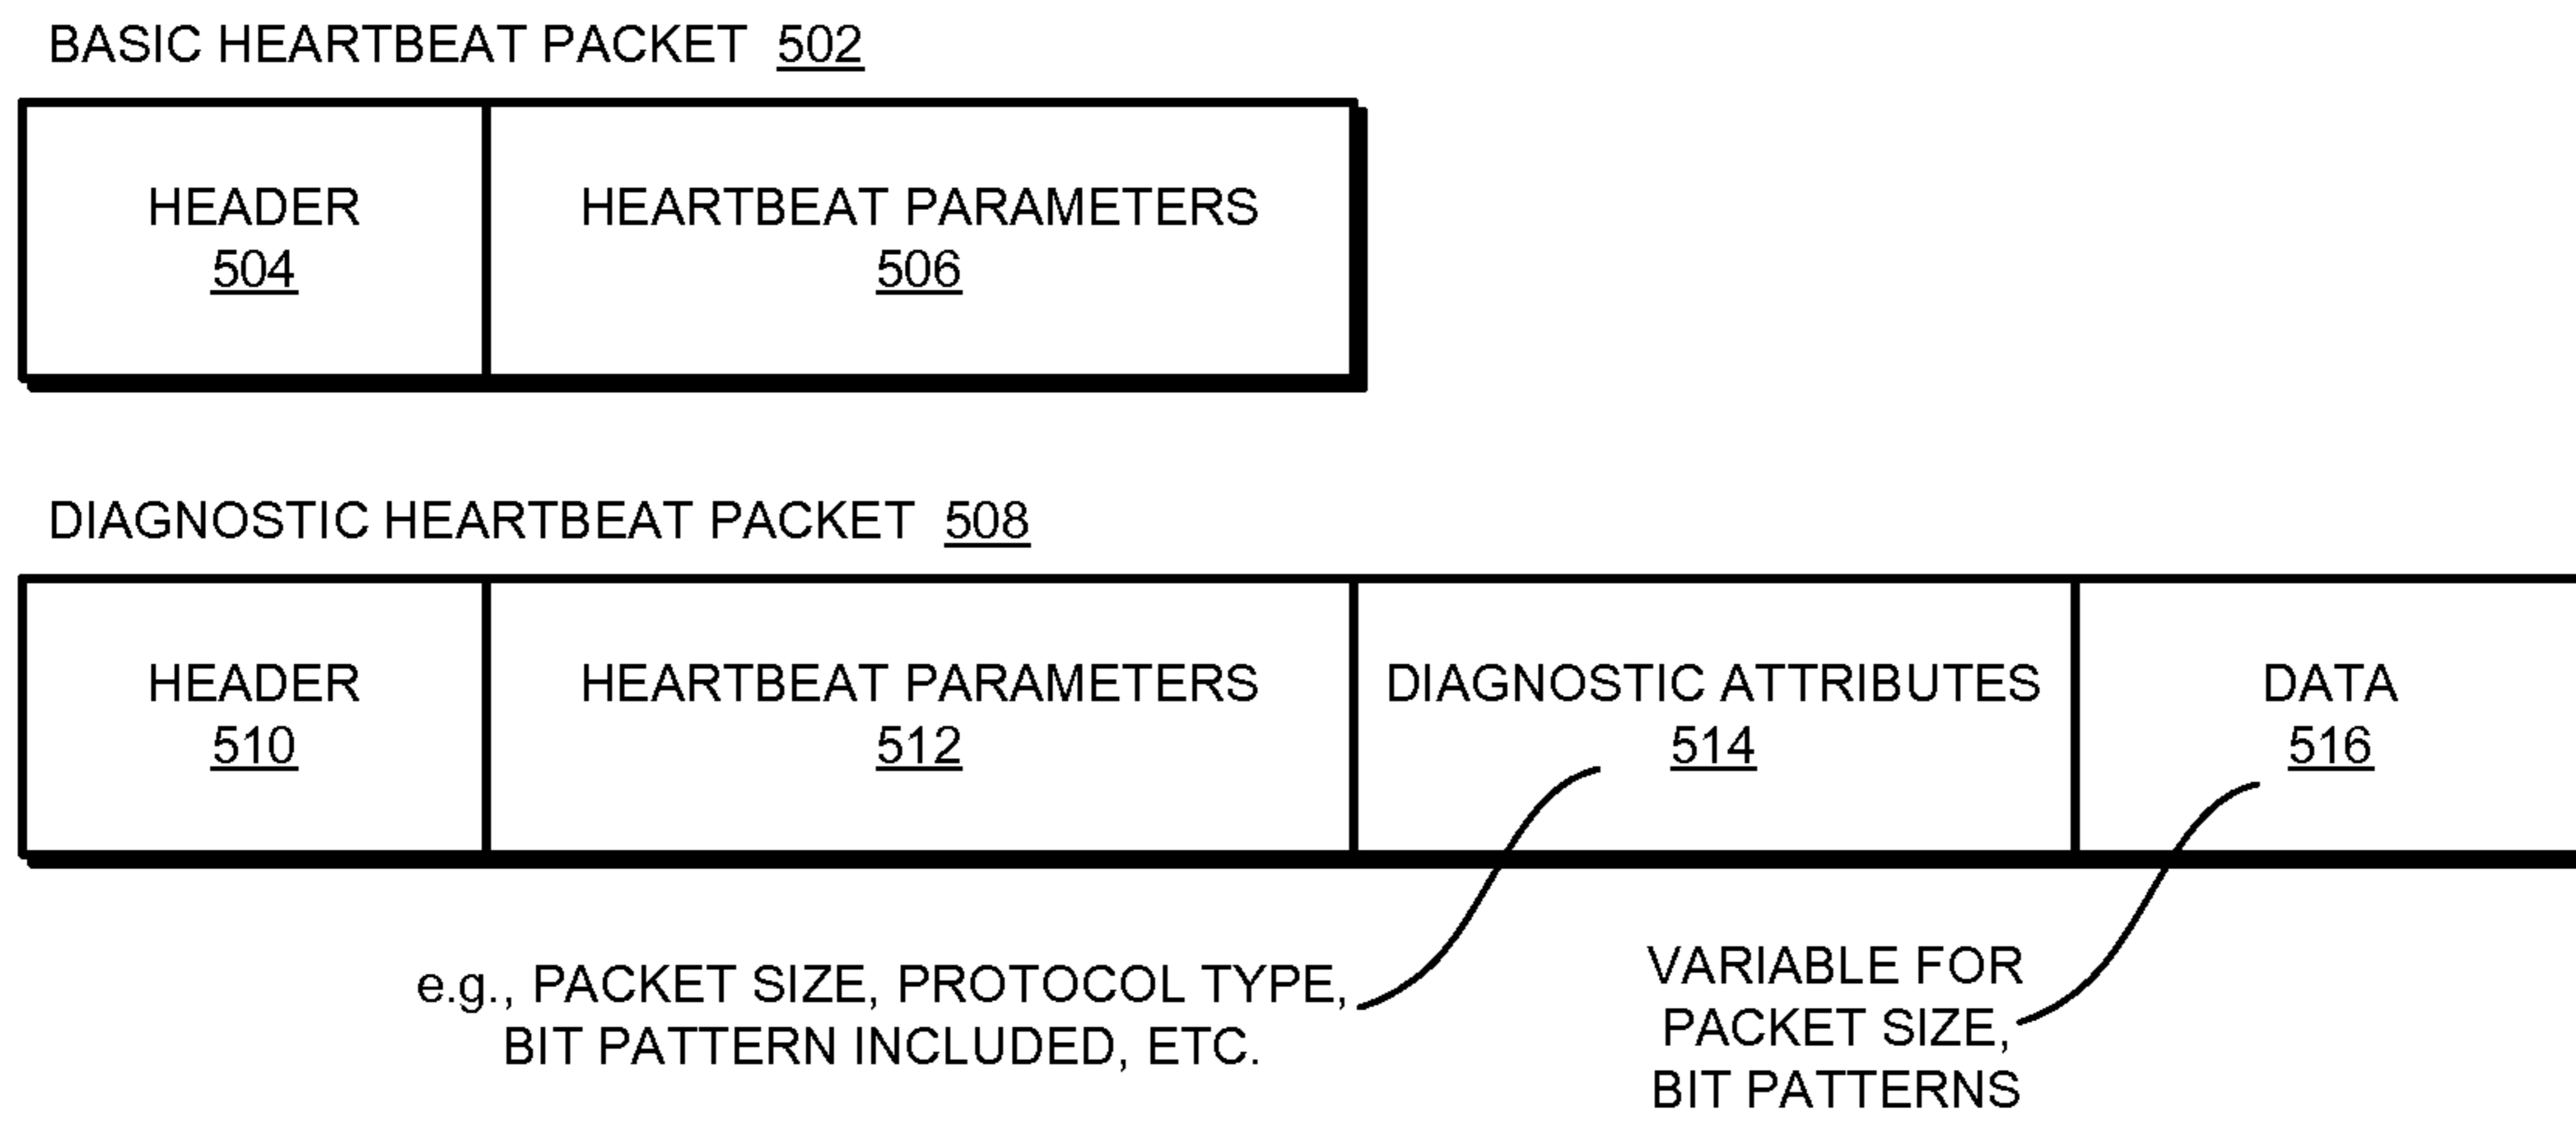 BASIC HEARTBEAT PACKET 502
HEADER
504
HEARTBEAT PARAMETERS
506
DIAGNOSTIC HEARTBEAT PACKET 508
HEADER
510
HEARTBEAT PARAMETERS
512
DIAGNOSTIC ATTRIBUTES
514
DATA
516
e.g., PACKET SIZE, PROTOCOL TYPE,
BIT PATTERN INCLUDED, ETC.
VARIABLE FOR
PACKET SIZE,
BIT PATTERNS